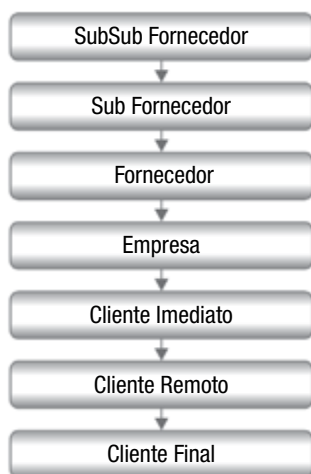 SubSub Fornecedor
Sub Fornecedor
Fornecedor
Empresa
Cliente Imediato
Cliente Remoto
Cliente Final